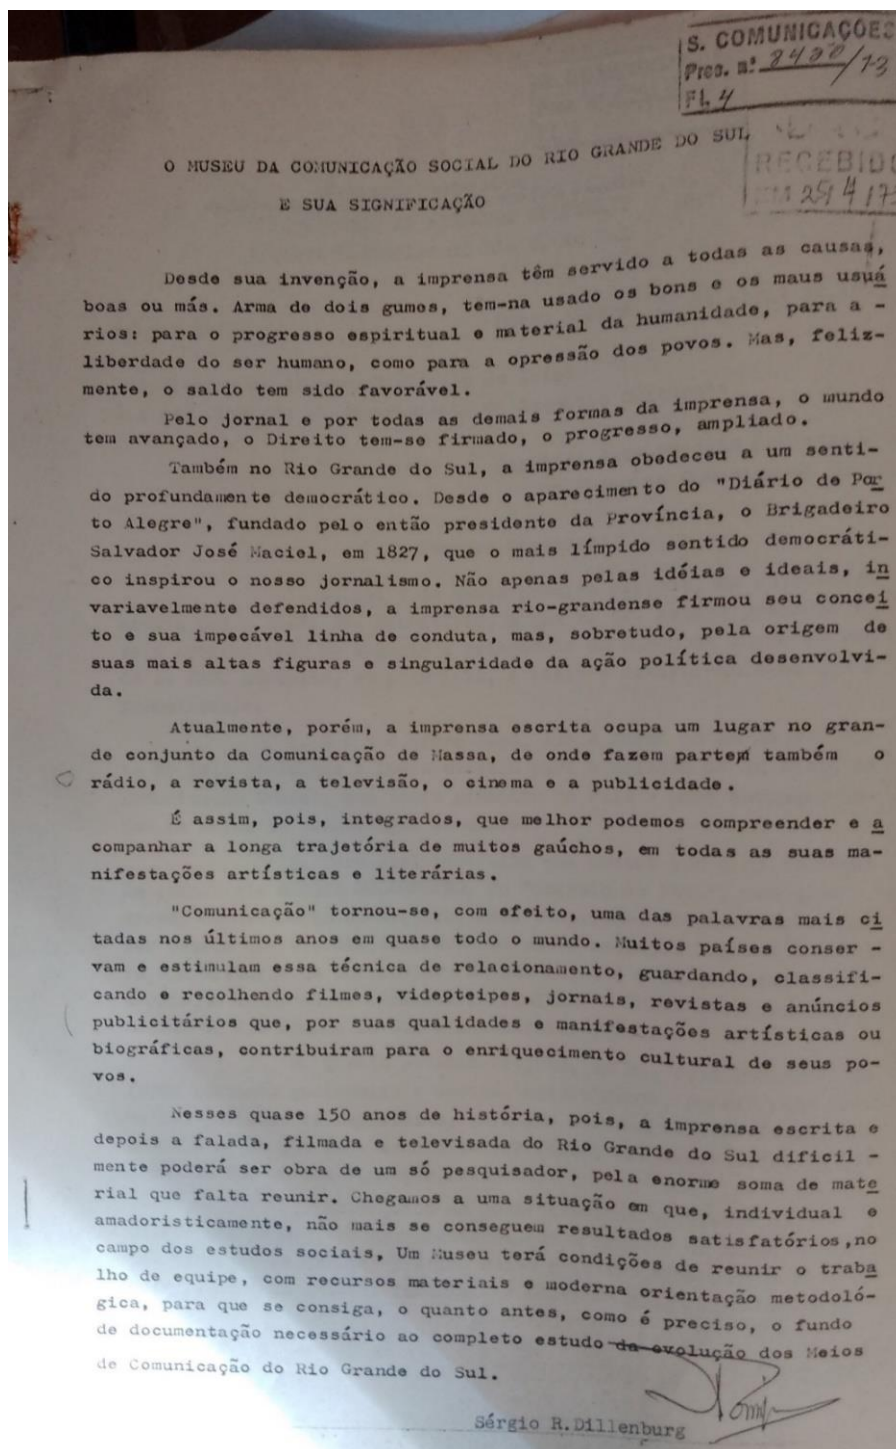 S. COMUNICAÇÕES
Proc. nº 8420/73
Fl. 4
RECEBIDO
EM 25/4/73
O MUSEU DA COMUNICAÇÃO SOCIAL DO RIO GRANDE DO SUL
E SUA SIGNIFICAÇÃO
Desde sua invenção, a imprensa têm servido a todas as causas,
boas ou más. Arma de dois gumes, tem-na usado os bons e os maus usuá
rios: para o progresso espiritual e material da humanidade, para a -
liberdade do ser humano, como para a opressão dos povos. Mas, feliz-
mente, o saldo tem sido favorável.
Pelo jornal e por todas as demais formas da imprensa, o mundo
tem avançado, o Direito tem-se firmado, o progresso, ampliado.
Também no Rio Grande do Sul, a imprensa obedeceu a um senti-
do profundamente democrático. Desde o aparecimento do "Diário de Por
to Alegre", fundado pelo então presidente da Província, o Brigadeiro
Salvador José Maciel, em 1827, que o mais límpido sentido democráti-
co inspirou o nosso jornalismo. Não apenas pelas idéias e ideais, in
variavelmente defendidos, a imprensa rio-grandense firmou seu concei
to e sua impecável linha de conduta, mas, sobretudo, pela origem de
suas mais altas figuras e singularidade da ação política desenvolvi-
da.
Atualmente, porém, a imprensa escrita ocupa um lugar no gran-
de conjunto da Comunicação de Massa, de onde fazem partem também o
rádio, a revista, a televisão, o cinema e a publicidade.
É assim, pois, integrados, que melhor podemos compreender e a
companhar a longa trajetória de muitos gaúchos, em todas as suas ma-
nifestações artísticas e literárias.
"Comunicação" tornou-se, com efeito, uma das palavras mais ci
tadas nos últimos anos em quase todo o mundo. Muitos países conser -
vam e estimulam essa técnica de relacionamento, guardando, classifi-
cando e recolhendo filmes, videpteipes, jornais, revistas e anúncios
publicitários que, por suas qualidades e manifestações artísticas ou
biográficas, contribuiram para o enriquecimento cultural de seus po-
vos.
Nesses quase 150 anos de história, pois, a imprensa escrita e
depois a falada, filmada e televisada do Rio Grande do Sul dificil -
mente poderá ser obra de um só pesquisador, pela enorme soma de mate
rial que falta reunir. Chegamos a uma situação em que, individual e
amadoristicamente, não mais se conseguem resultados satisfatórios,no
campo dos estudos sociais, Um Museu terá condições de reunir o traba
lho de equipe, com recursos materiais e moderna orientação metodoló-
gica, para que se consiga, o quanto antes, como é preciso, o fundo
de documentação necessário ao completo estudo da evolução dos Meios
de Comunicação do Rio Grande do Sul.
Sérgio R.Dillenburg